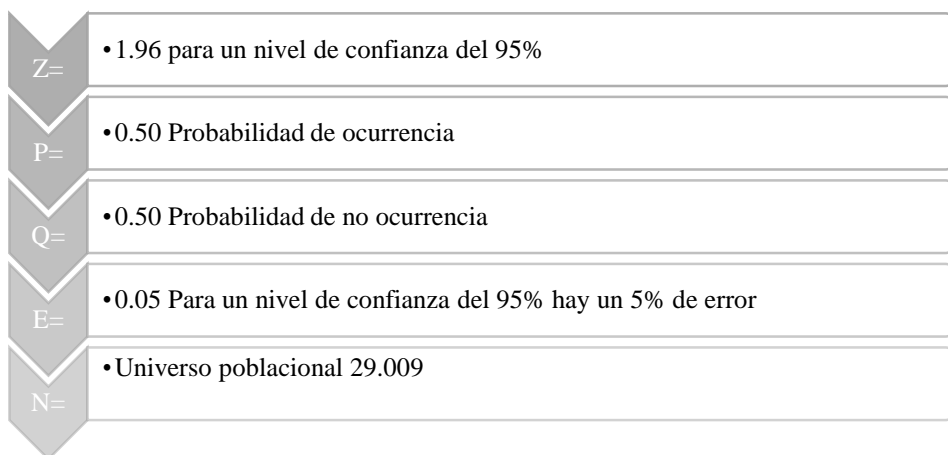 Z=
•1.96 para un nivel de confianza del 95%
P=
•0.50 Probabilidad de ocurrencia
Q=
•0.50 Probabilidad de no ocurrencia
E=
•0.05 Para un nivel de confianza del 95% hay un 5% de error
N=
•Universo poblacional 29.009